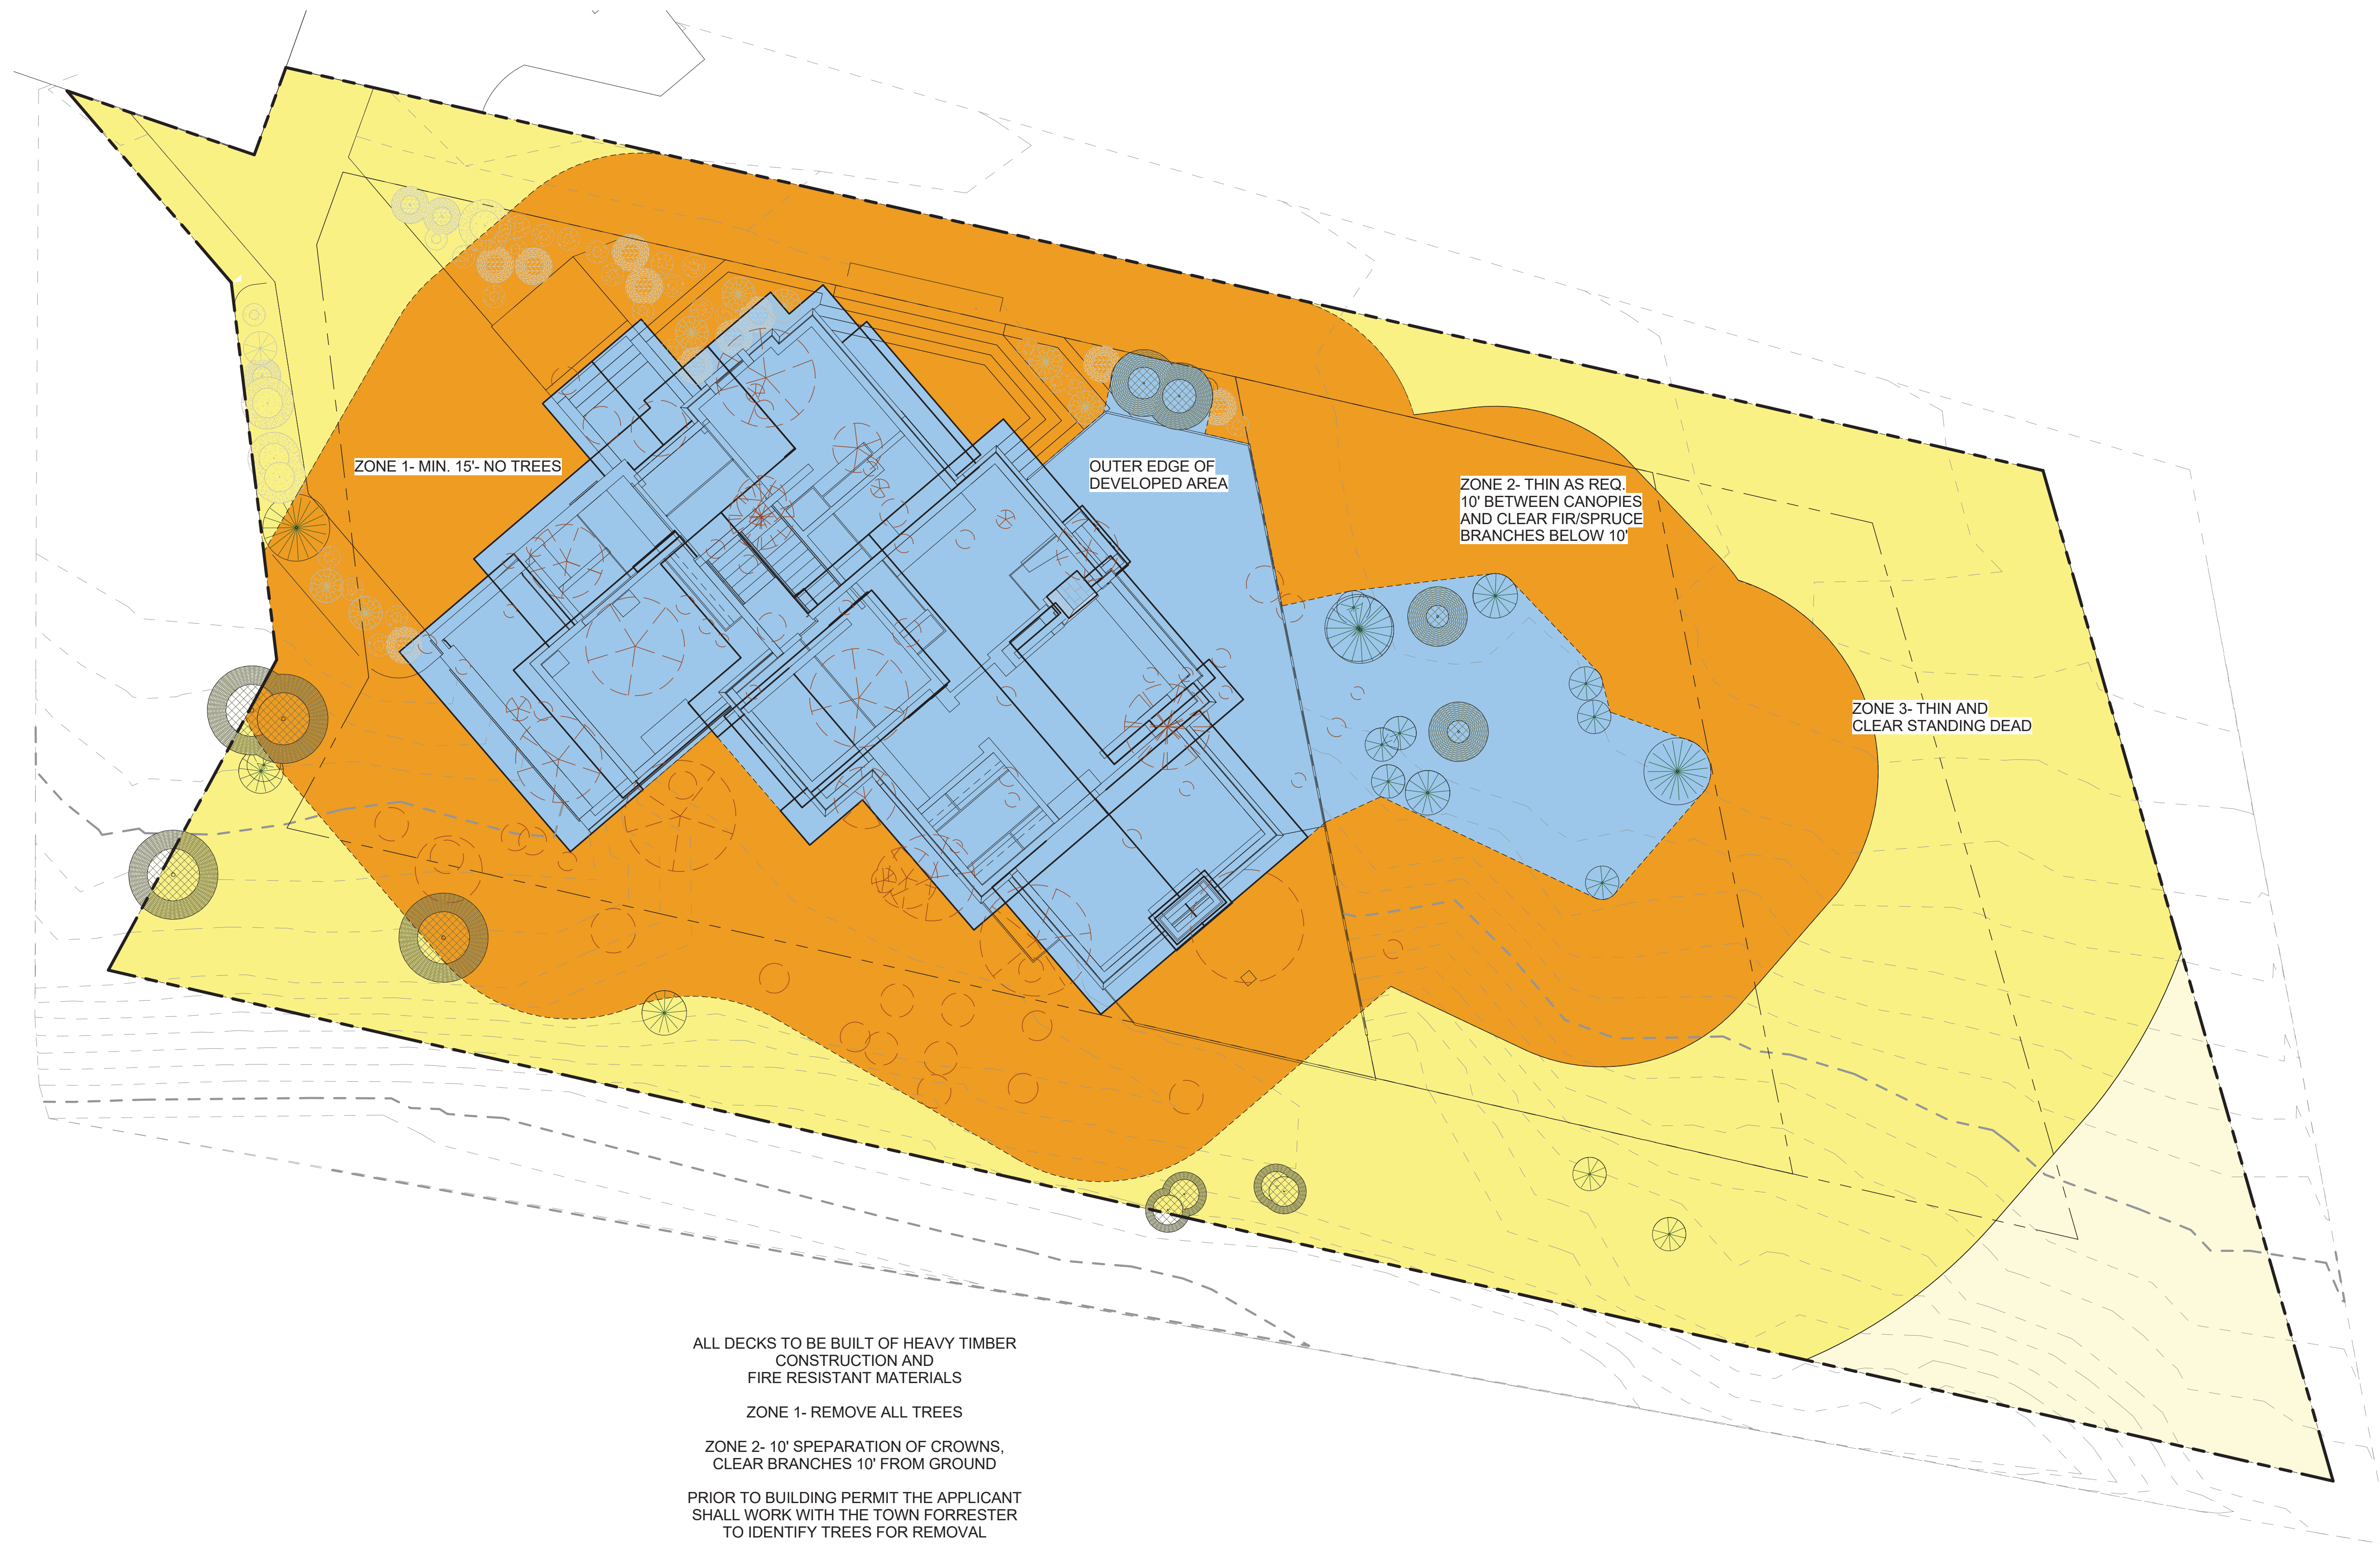 ZONE 1- MIN. 15'- NO TREES
OUTER EDGE OF
DEVELOPED AREA
ZONE 2- THIN AS REQ.
10' BETWEEN CANOPIES
AND CLEAR FIR/SPRUCE
BRANCHES BELOW 10'
ZONE 3- THIN AND
CLEAR STANDING DEAD
ALL DECKS TO BE BUILT OF HEAVY TIMBER
CONSTRUCTION AND
FIRE RESISTANT MATERIALS
ZONE 1- REMOVE ALL TREES
ZONE 2- 10' SPEPARATION OF CROWNS,
CLEAR BRANCHES 10' FROM GROUND
PRIOR TO BUILDING PERMIT THE APPLICANT
SHALL WORK WITH THE TOWN FORRESTER
TO IDENTIFY TREES FOR REMOVAL